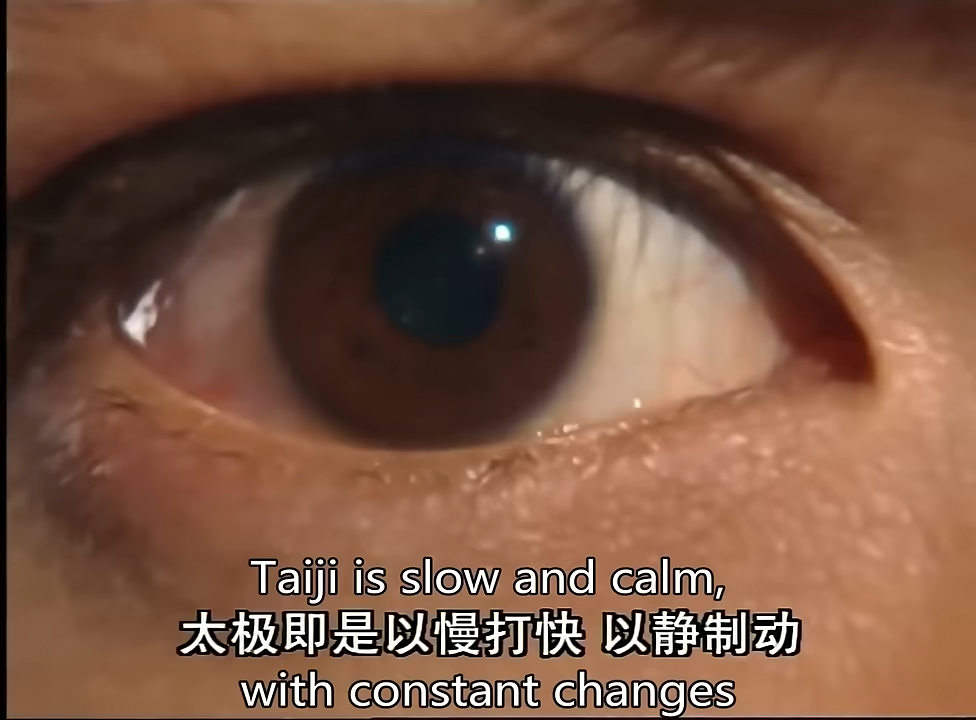 Taiji is slow and calm,
太极即是以慢打快 以静制动
with constant changes